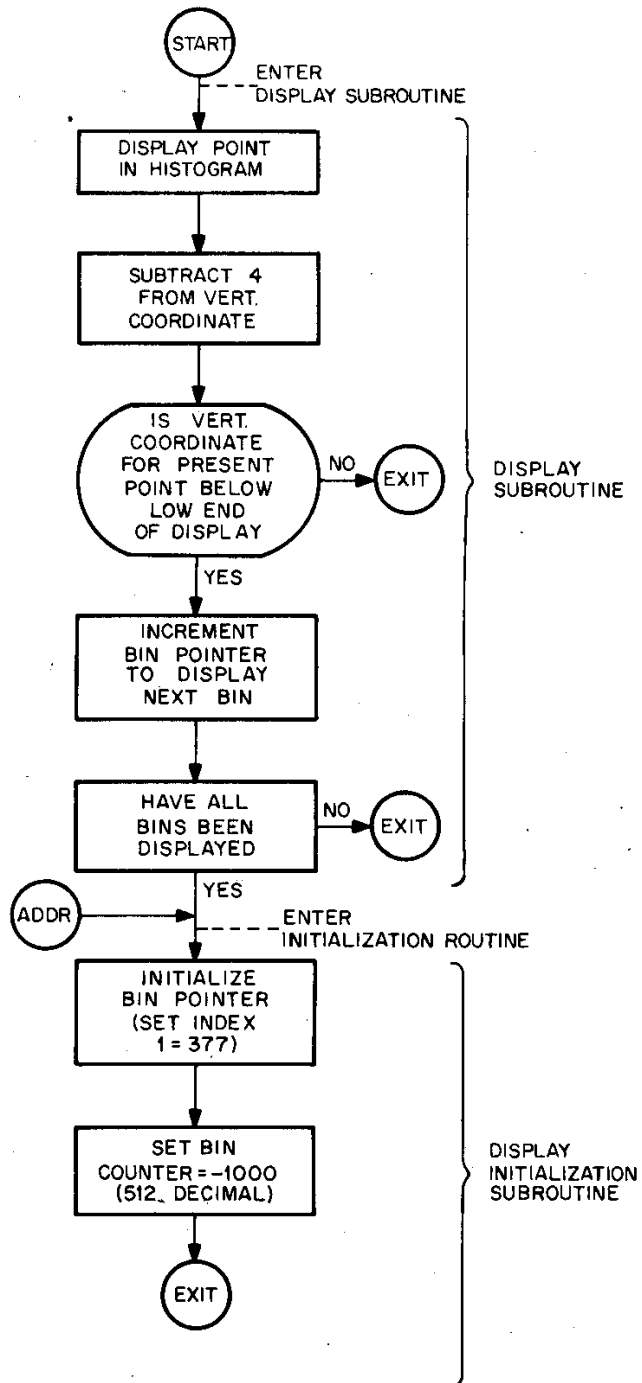 START
ENTER
DISPLAY SUBROUTINE
DISPLAY POINT
IN HISTOGRAM
SUBTRACT 4
FROM VERT.
COORDINATE
IS VERT.
COORDINATE
FOR PRESENT
POINT BELOW
LOW END
OF DISPLAY
NO
EXIT
DISPLAY
SUBROUTINE
YES
INCREMENT
BIN POINTER
TO DISPLAY
NEXT BIN
HAVE ALL
BINS BEEN
DISPLAYED
NO
EXIT
YES
ADDR
ENTER
INITIALIZATION ROUTINE
INITIALIZE
BIN POINTER
(SET INDEX
1 = 377)
SET BIN
COUNTER = -1000
(512 DECIMAL)
DISPLAY
INITIALIZATION
SUBROUTINE
EXIT